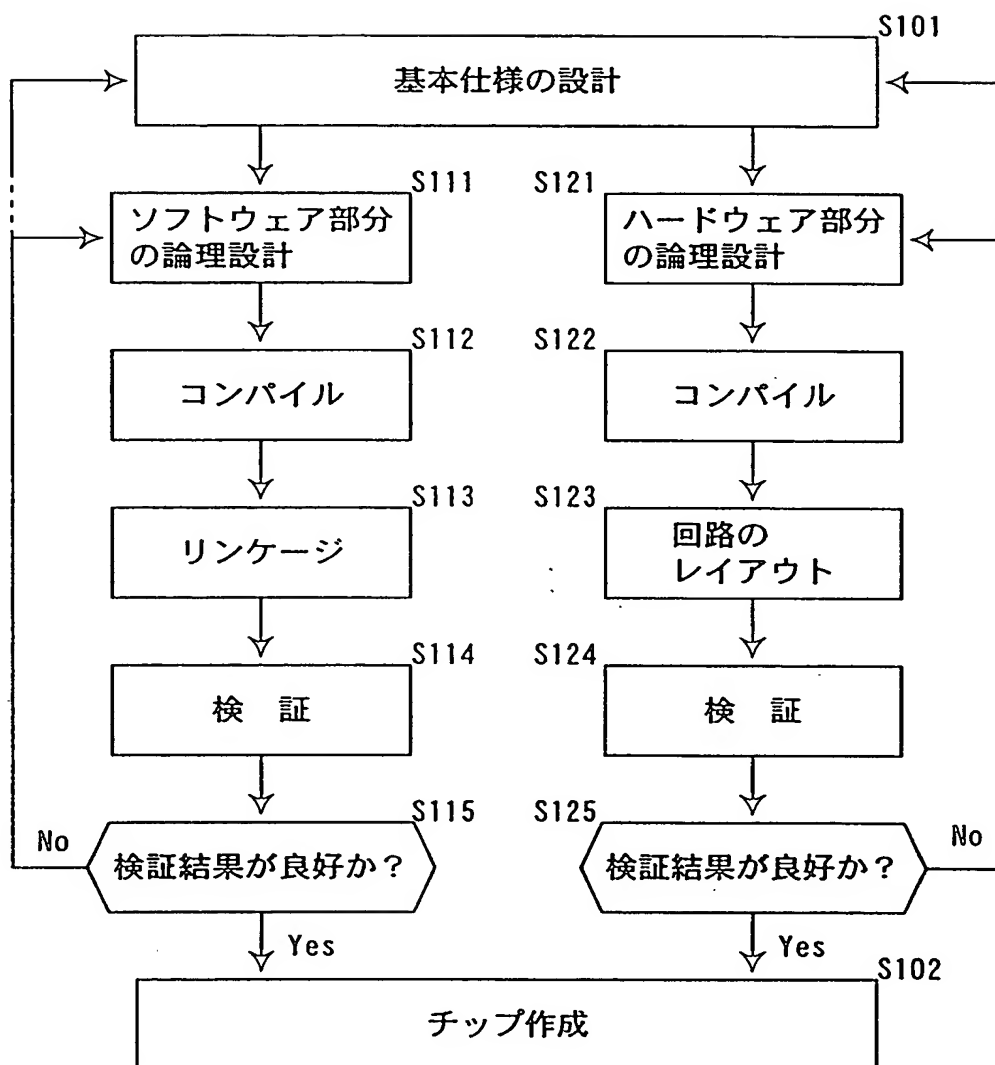 S101
基本仕様の設計
S111
ソフトウェア部分
の論理設計
S121
ハードウェア部分
の論理設計
S112
コンパイル
S122
コンパイル
S113
リンケージ
S123
回路の
レイアウト
S114
検　証
S124
検　証
S115
検証結果が良好か？
No
Yes
S125
検証結果が良好か？
No
Yes
S102
チップ作成